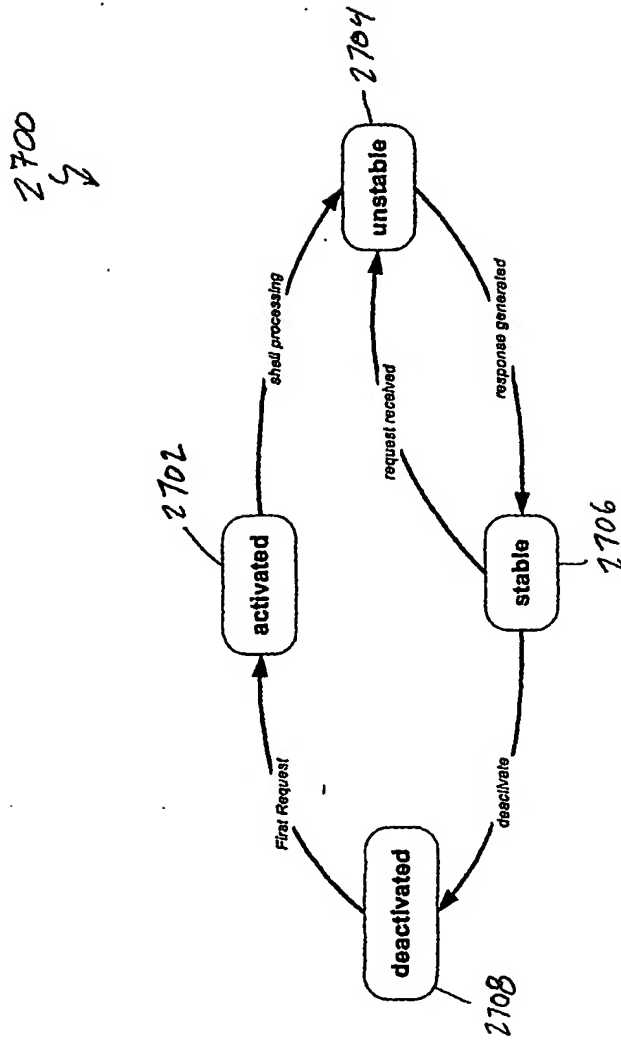 2700
2702
activated
First Request
shell processing
2704
unstable
request received
response generated
deactivated
2708
deactivate
stable
2706